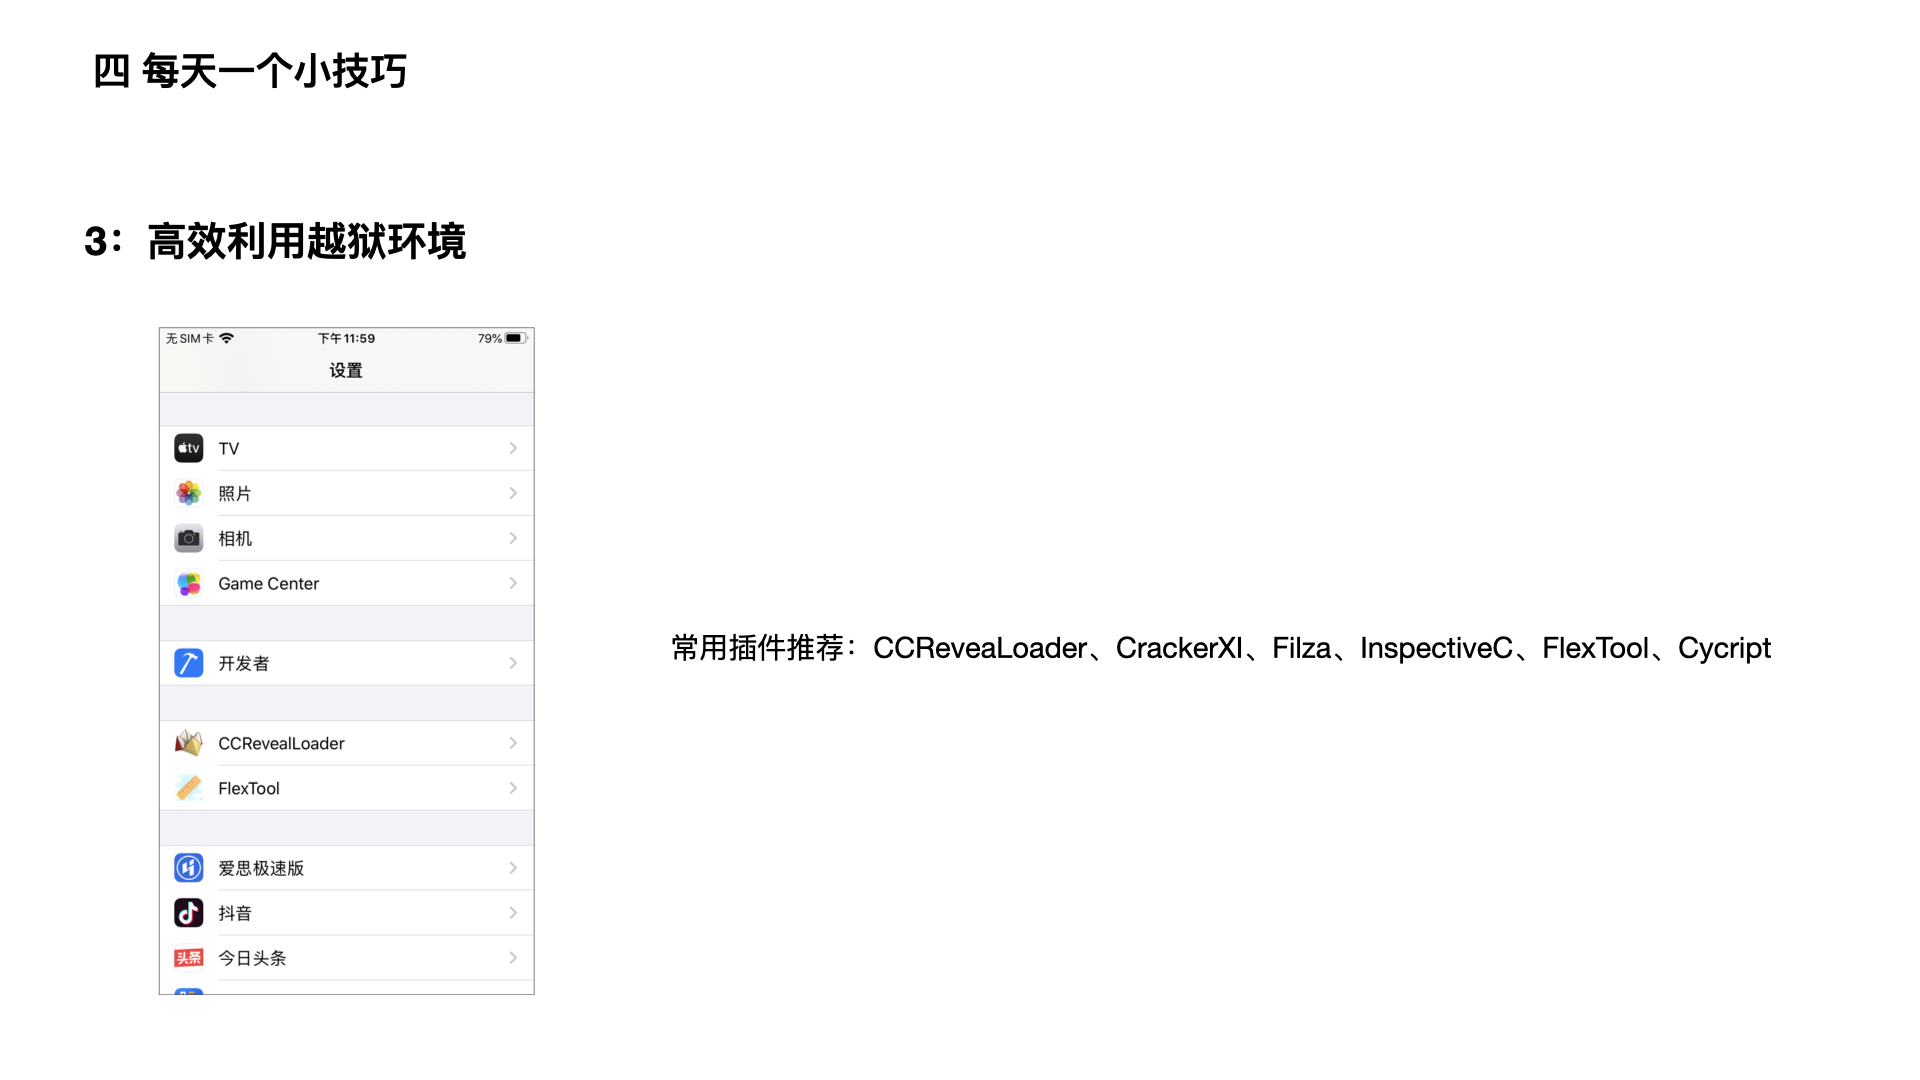 四 每天一个小技巧
3：高效利用越狱环境
无SIM卡 下午11:59 79%
设置
tv TV
照片
相机
Game Center
开发者
CCRevealLoader
FlexTool
爱思极速版
抖音
头条 今日头条
常用插件推荐：CCReveaLoader、CrackerXI、Filza、InspectiveC、FlexTool、Cycript